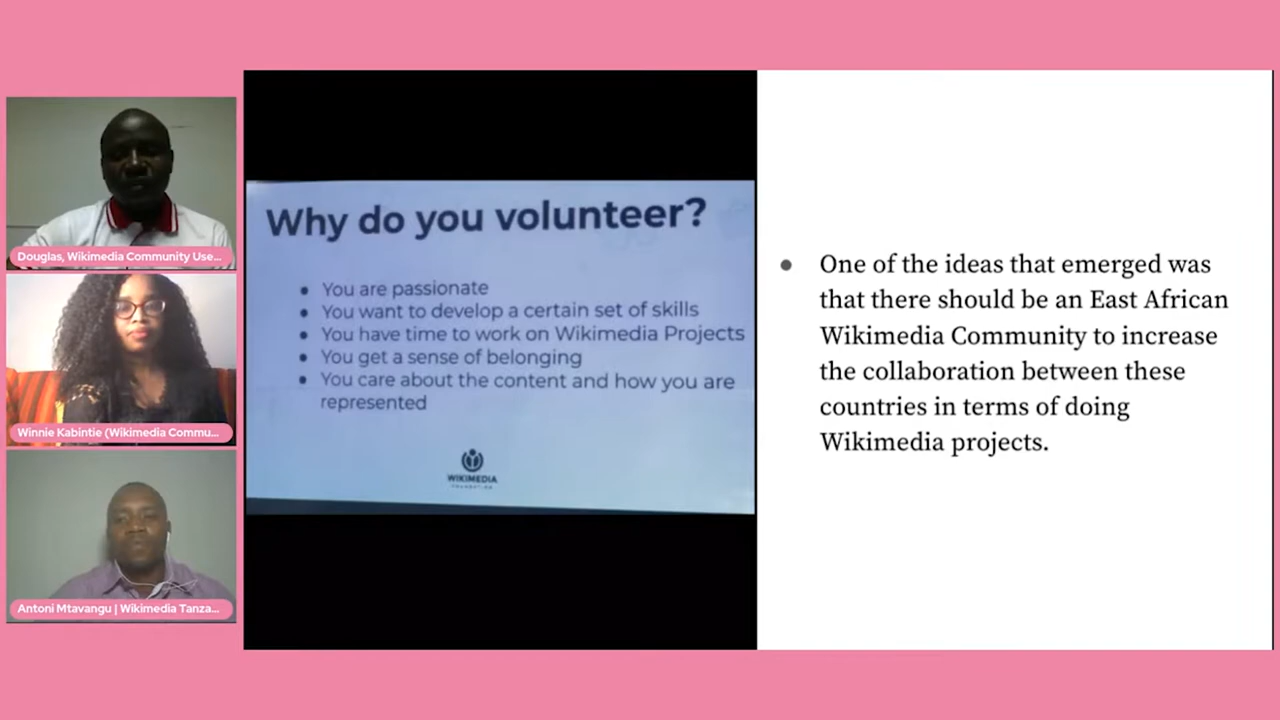 Douglas, Wikimedia Community Use...
Winnie Kabintie (Wikimedia Commu...
Antoni Mtavangu | Wikimedia Tanza...
Why do you volunteer?
● You are passionate
● You want to develop a certain set of skills
● You have time to work on Wikimedia Projects
● You get a sense of belonging
● You care about the content and how you are
represented
WIKIMEDIA
FOUNDATION
● One of the ideas that emerged was
that there should be an East African
Wikimedia Community to increase
the collaboration between these
countries in terms of doing
Wikimedia projects.